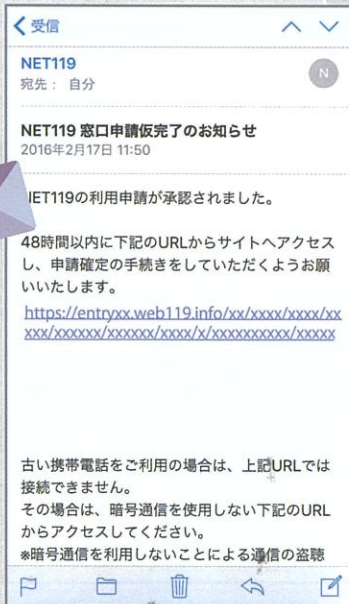 受信
NET119
宛先： 自分
N
NET119 窓口申請仮完了のお知らせ
2016年2月17日 11:50
NET119の利用申請が承認されました。
48時間以内に下記のURLからサイトへアクセス
し、申請確定の手続きをしていただくようお願
いいたします。
https://entryxx.web119.info/xx/xxxx/xxxx/xx
xxx/xxxxxx/xxxxxx/xxxx/x/xxxxxxxxxx/xxxxx
古い携帯電話をご利用の場合は、上記URLでは
接続できません。
その場合は、暗号通信を使用しない下記のURL
からアクセスしてください。
※暗号通信を利用しないことによる通信の盗聴